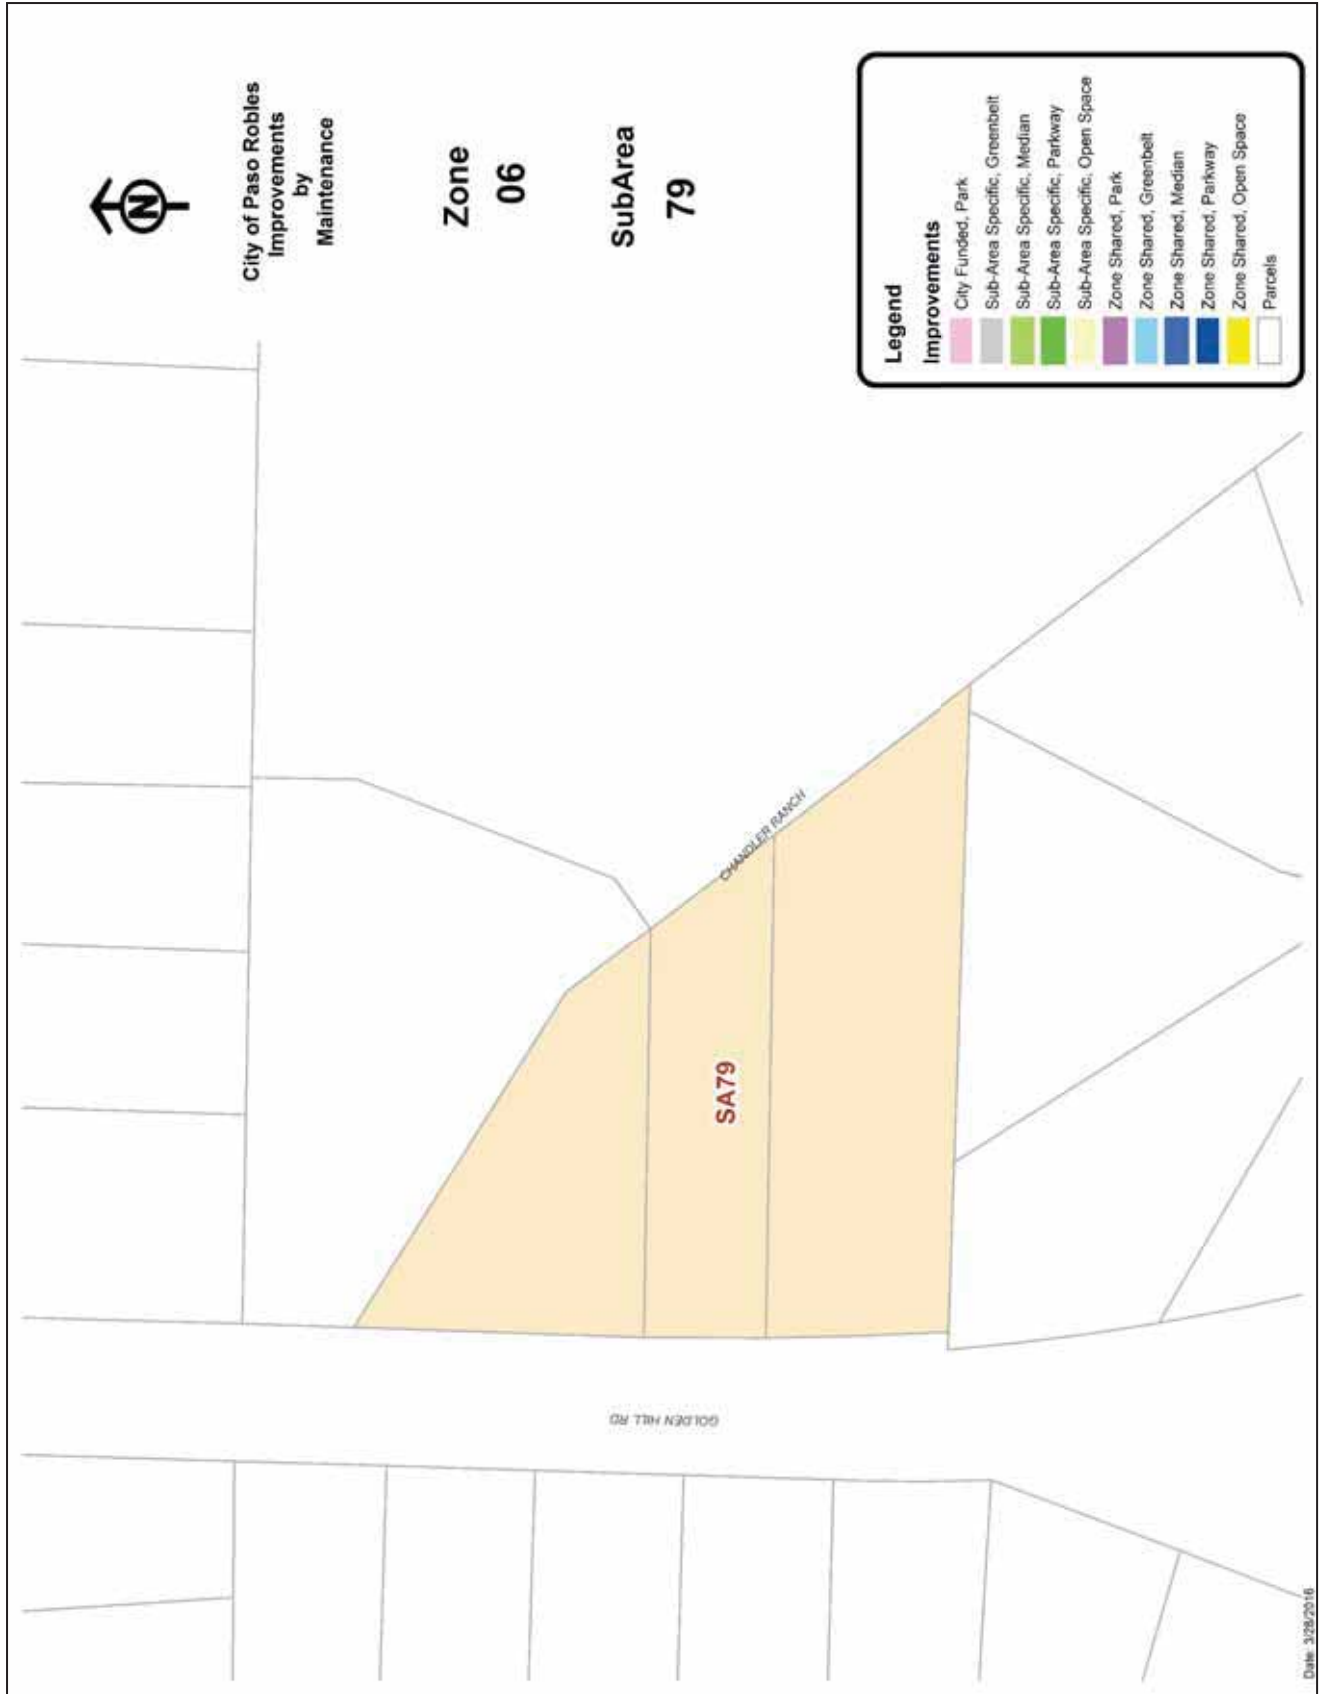 N
City of Paso Robles
Improvements
by
Maintenance
Zone
06
SubArea
79
CHANDLER RANCH
SA79
GOLDEN HILL RD
Legend
Improvements
City Funded, Park
Sub-Area Specific, Greenbelt
Sub-Area Specific, Median
Sub-Area Specific, Parkway
Sub-Area Specific, Open Space
Zone Shared, Park
Zone Shared, Greenbelt
Zone Shared, Median
Zone Shared, Parkway
Zone Shared, Open Space
Parcels
Date: 3/28/2016